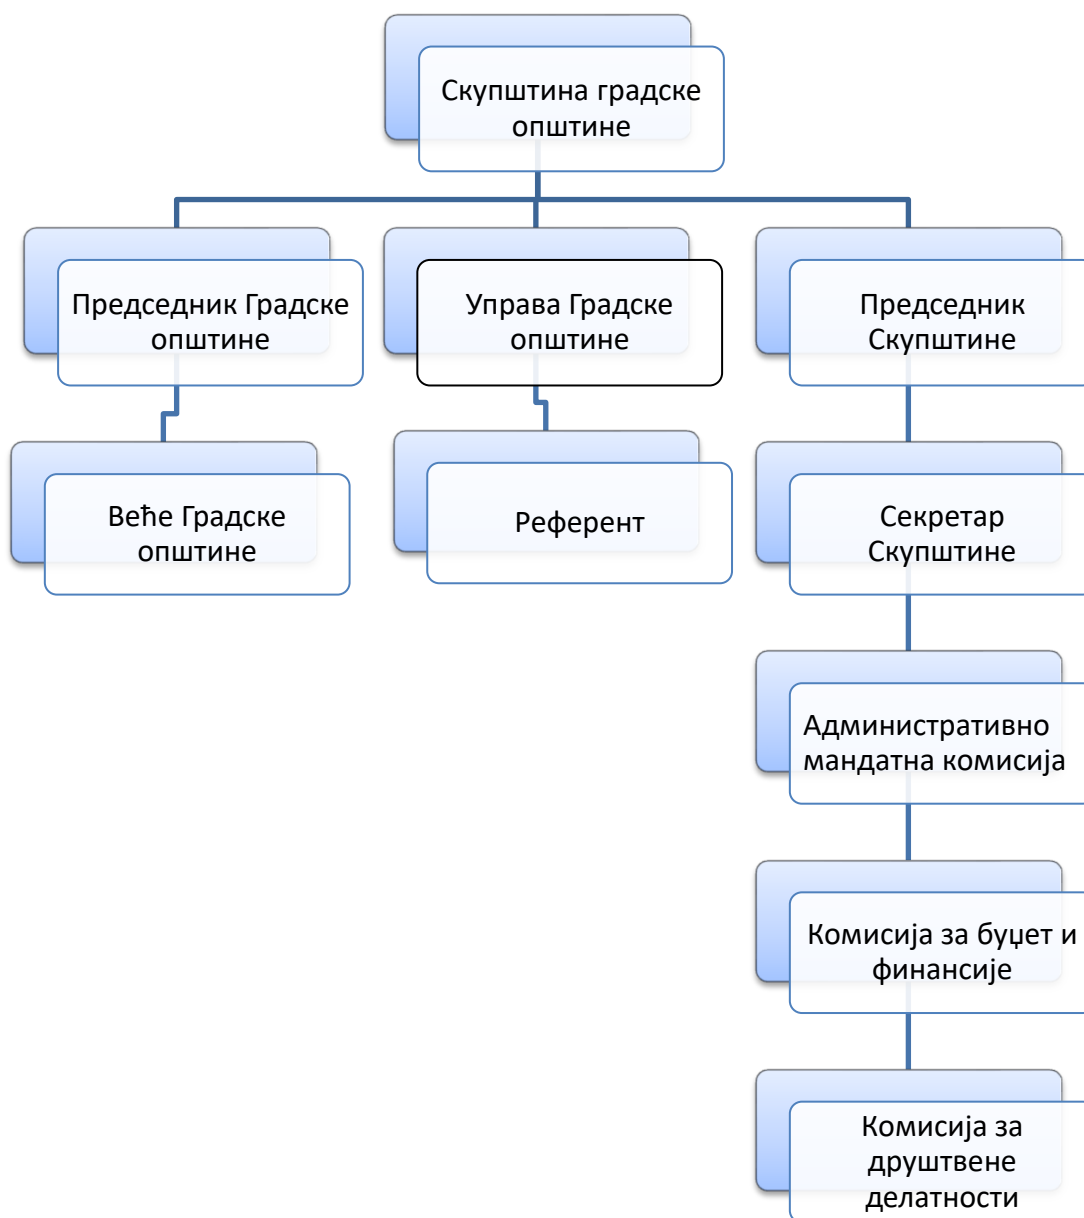 Скупштина градске
општине
Председник Градске
општине
Управа Градске
општине
Председник
Скупштине
Веће Градске
општине
Референт
Секретар
Скупштине
Административно
мандатна комисија
Комисија за буџет и
финансије
Комисија за
друштвене
делатности